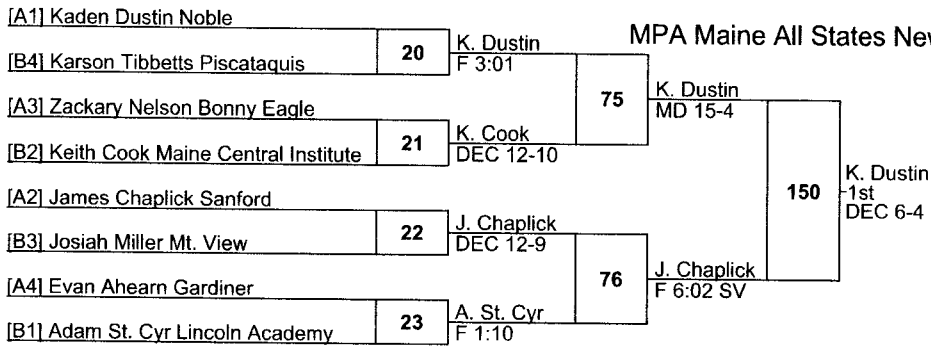 [A1] Kaden Dustin Noble
[B4] Karson Tibbetts Piscataquis
20
K. Dustin
F 3:01
MPA Maine All States
[A3] Zackary Nelson Bonny Eagle
[B2] Keith Cook Maine Central Institute
21
K. Cook
DEC 12-10
75
K. Dustin
MD 15-4
[A2] James Chaplick Sanford
[B3] Josiah Miller Mt. View
22
J. Chaplick
DEC 12-9
[A4] Evan Ahearn Gardiner
[B1] Adam St. Cyr Lincoln Academy
23
A. St. Cyr
F 1:10
76
J. Chaplick
F 6:02 SV
150
K. Dustin
1st
DEC 6-4